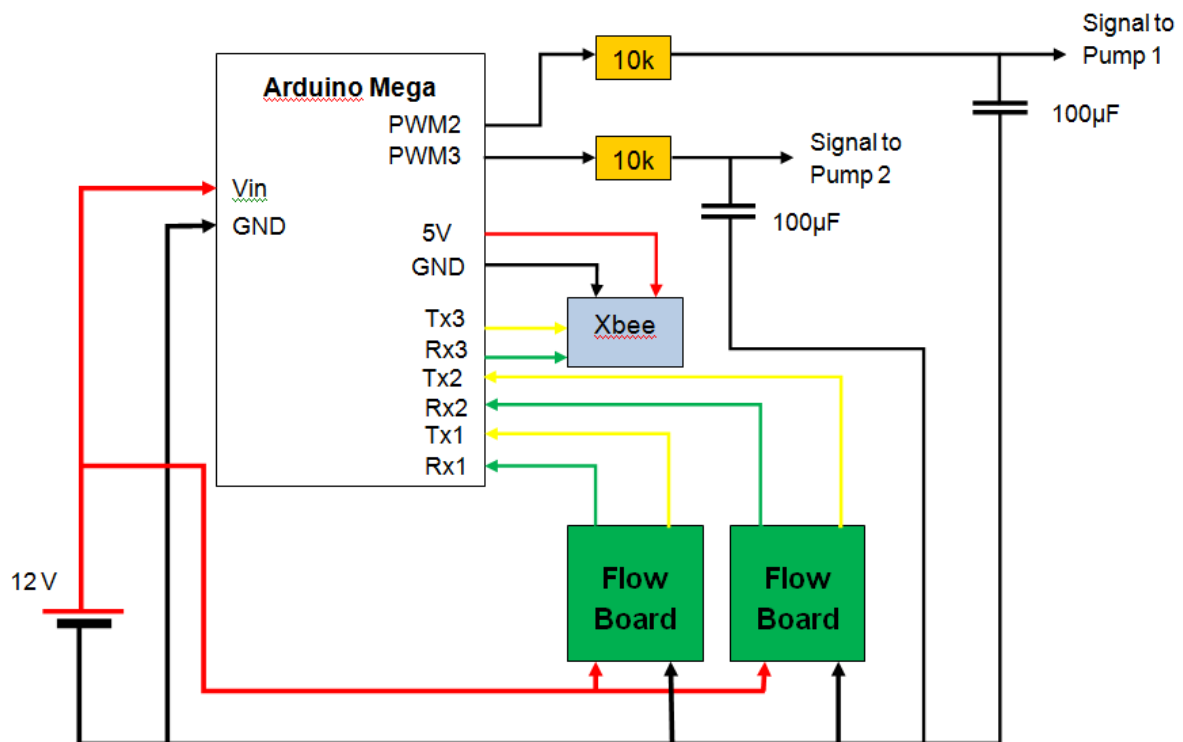 Signal to
Pump 1
10k
Arduino Mega
100µF
PWM2
PWM3
10k
Signal to
Pump 2
Vin
100µF
GND
5V
GND
Xbee
Tx3
Rx3
Tx2
Rx2
Tx1
Rx1
12 V
Flow
Board
Flow
Board